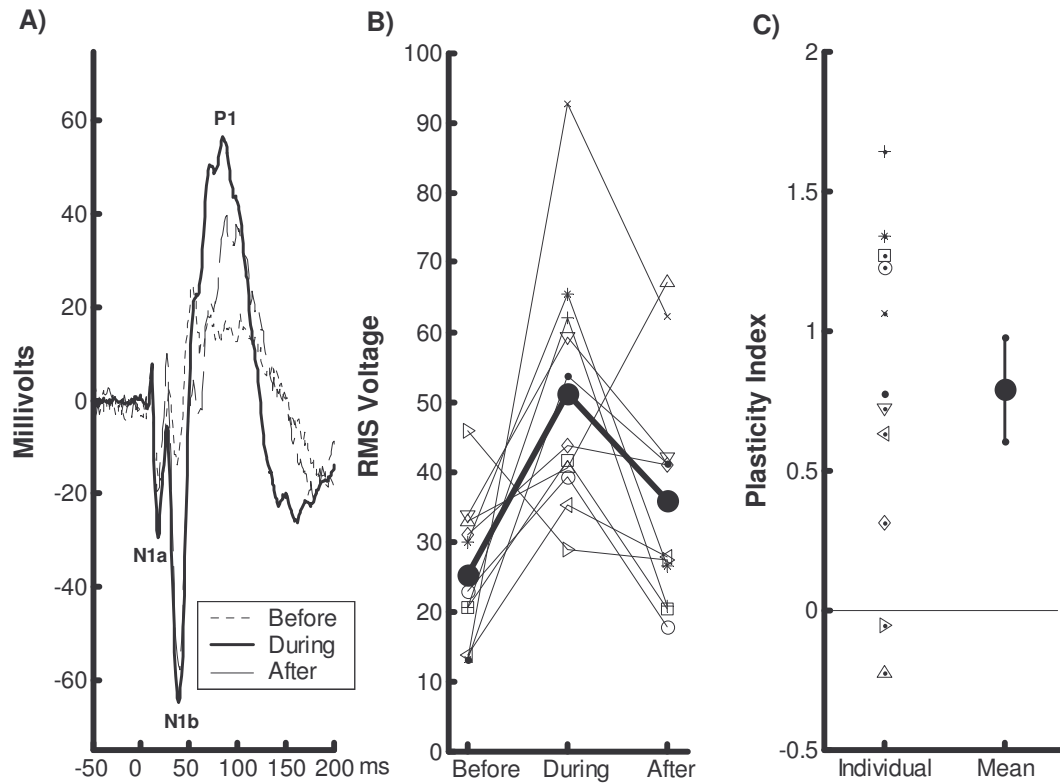 A)
Millivolts
60
40
20
0
-20
-40
-60
-50 0 50 100 150 200 ms
P1
N1a
N1b
Before
During
After
B)
RMS Voltage
100
90
80
70
60
50
40
30
20
10
0
Before During After
C)
Plasticity Index
2
1.5
1
0.5
0
-0.5
Individual Mean